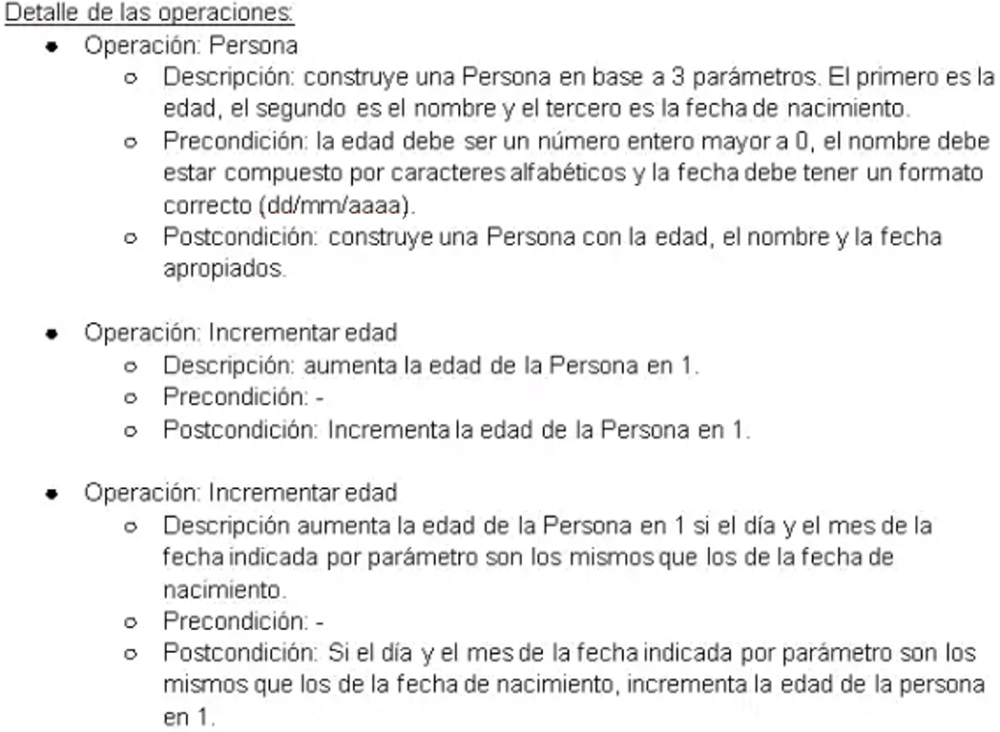 Detalle de las operaciones:
● Operación: Persona
o Descripción: construye una Persona en base a 3 parámetros. El primero es la
edad, el segundo es el nombre y el tercero es la fecha de nacimiento.
o Precondición: la edad debe ser un número entero mayor a 0, el nombre debe
estar compuesto por caracteres alfabéticos y la fecha debe tener un formato
correcto (dd/mm/aaaa).
o Postcondición: construye una Persona con la edad, el nombre y la fecha
apropiados.
● Operación: Incrementar edad
o Descripción: aumenta la edad de la Persona en 1.
o Precondición: -
o Postcondición: Incrementa la edad de la Persona en 1.
● Operación: Incrementar edad
o Descripción aumenta la edad de la Persona en 1 si el día y el mes de la
fecha indicada por parámetro son los mismos que los de la fecha de
nacimiento.
o Precondición: -
o Postcondición: Si el día y el mes de la fecha indicada por parámetro son los
mismos que los de la fecha de nacimiento, incrementa la edad de la persona
en 1.